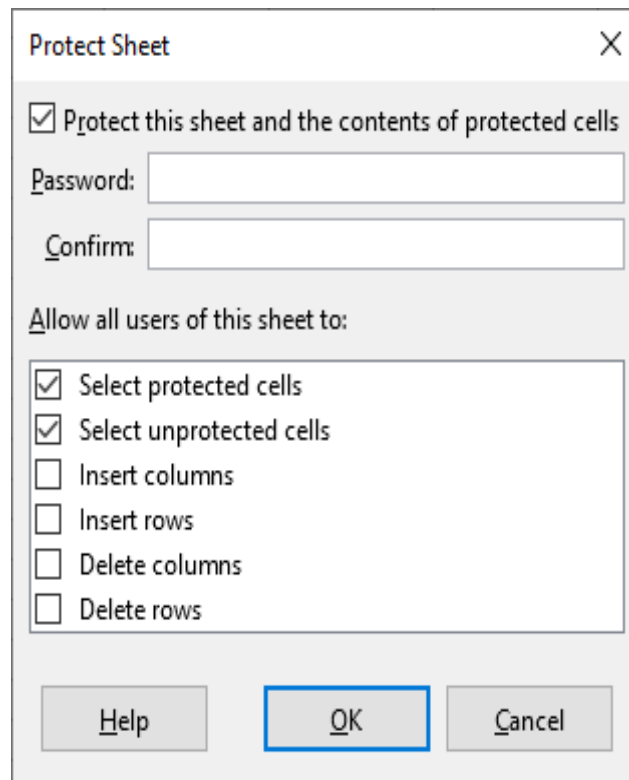 Protect Sheet
Protect this sheet and the contents of protected cells
Password:
Confirm:
Allow all users of this sheet to:
Select protected cells
Select unprotected cells
Insert columns
Insert rows
Delete columns
Delete rows
Help OK Cancel